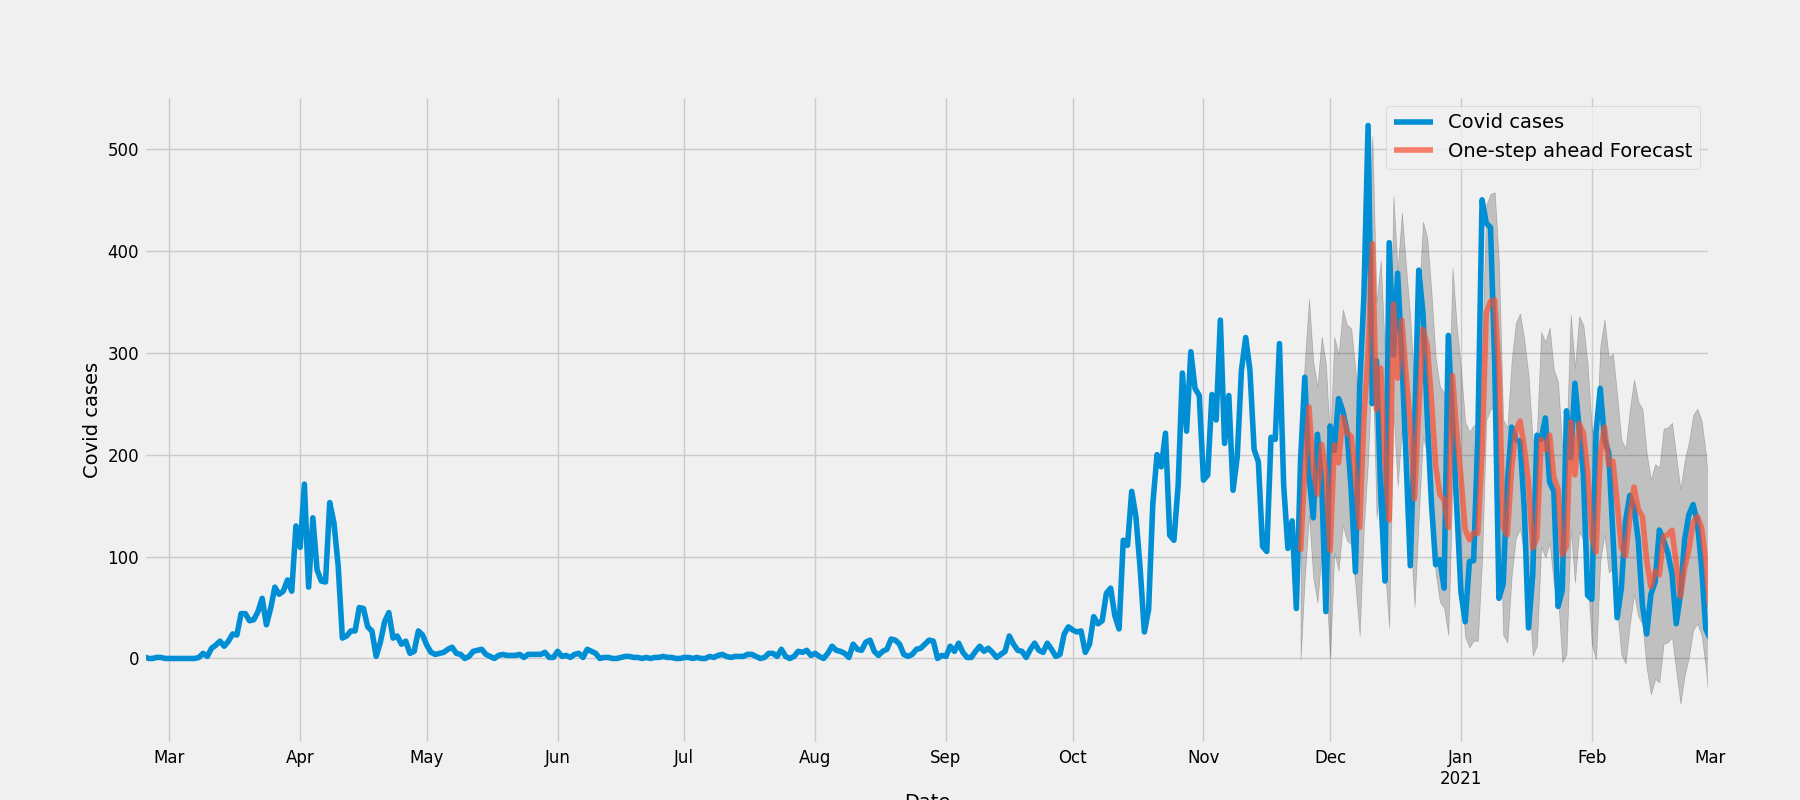 Covid cases
One-step ahead Forecast
500
400
300
200
100
0
Covid cases
Mar Apr May Jun Jul Aug Sep Oct Nov Dec Jan Feb Mar
2021
Date